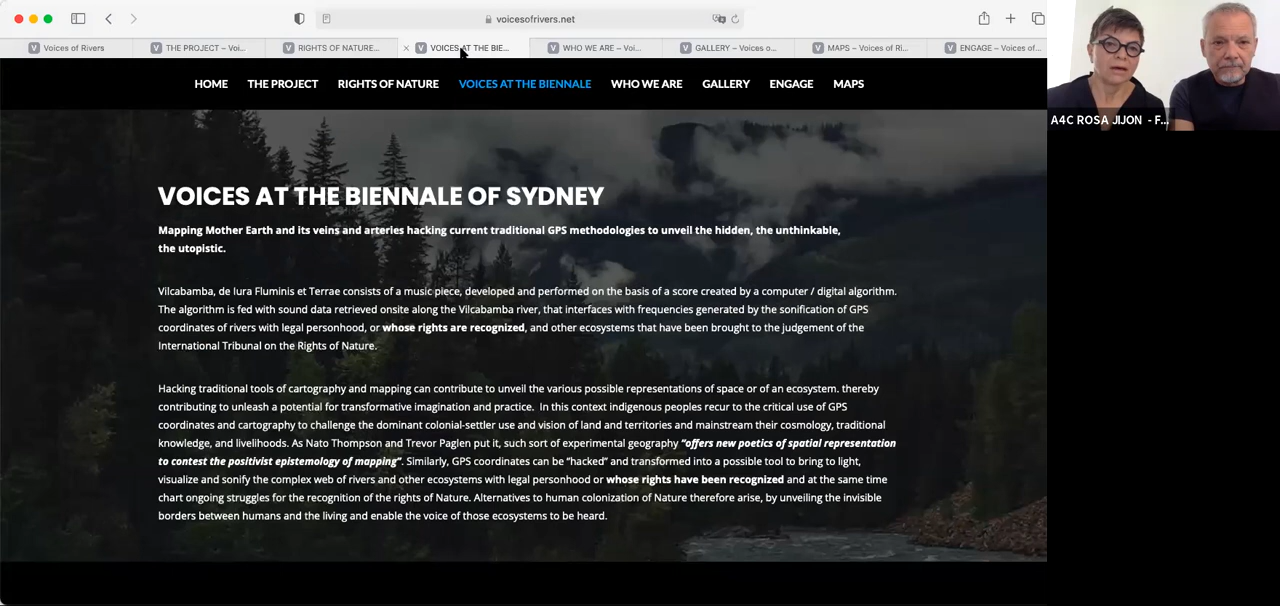 voicesofrivers.net
Voices of Rivers
THE PROJECT – Voi...
RIGHTS OF NATURE...
VOICES AT THE BIE...
WHO WE ARE – Voi...
GALLERY – Voices o...
MAPS – Voices of Ri...
ENGAGE – Voices of...
HOME
THE PROJECT
RIGHTS OF NATURE
VOICES AT THE BIENNALE
WHO WE ARE
GALLERY
ENGAGE
MAPS
A4C ROSA JIJON - F...
VOICES AT THE BIENNALE OF SYDNEY
Mapping Mother Earth and its veins and arteries hacking current traditional GPS methodologies to unveil the hidden, the unthinkable,
the utopistic.
Vilcabamba, de Iura Fluminis et Terrae consists of a music piece, developed and performed on the basis of a score created by a computer / digital algorithm.
The algorithm is fed with sound data retrieved onsite along the Vilcabamba river, that interfaces with frequencies generated by the sonification of GPS
coordinates of rivers with legal personhood, or whose rights are recognized, and other ecosystems that have been brought to the judgement of the
International Tribunal on the Rights of Nature.
Hacking traditional tools of cartography and mapping can contribute to unveil the various possible representations of space or of an ecosystem. thereby
contributing to unleash a potential for transformative imagination and practice. In this context indigenous peoples recur to the critical use of GPS
coordinates and cartography to challenge the dominant colonial-settler use and vision of land and territories and mainstream their cosmology, traditional
knowledge, and livelihoods. As Nato Thompson and Trevor Paglen put it, such sort of experimental geography “offers new poetics of spatial representation
to contest the positivist epistemology of mapping”. Similarly, GPS coordinates can be “hacked” and transformed into a possible tool to bring to light,
visualize and sonify the complex web of rivers and other ecosystems with legal personhood or whose rights have been recognized and at the same time
chart ongoing struggles for the recognition of the rights of Nature. Alternatives to human colonization of Nature therefore arise, by unveiling the invisible
borders between humans and the living and enable the voice of those ecosystems to be heard.